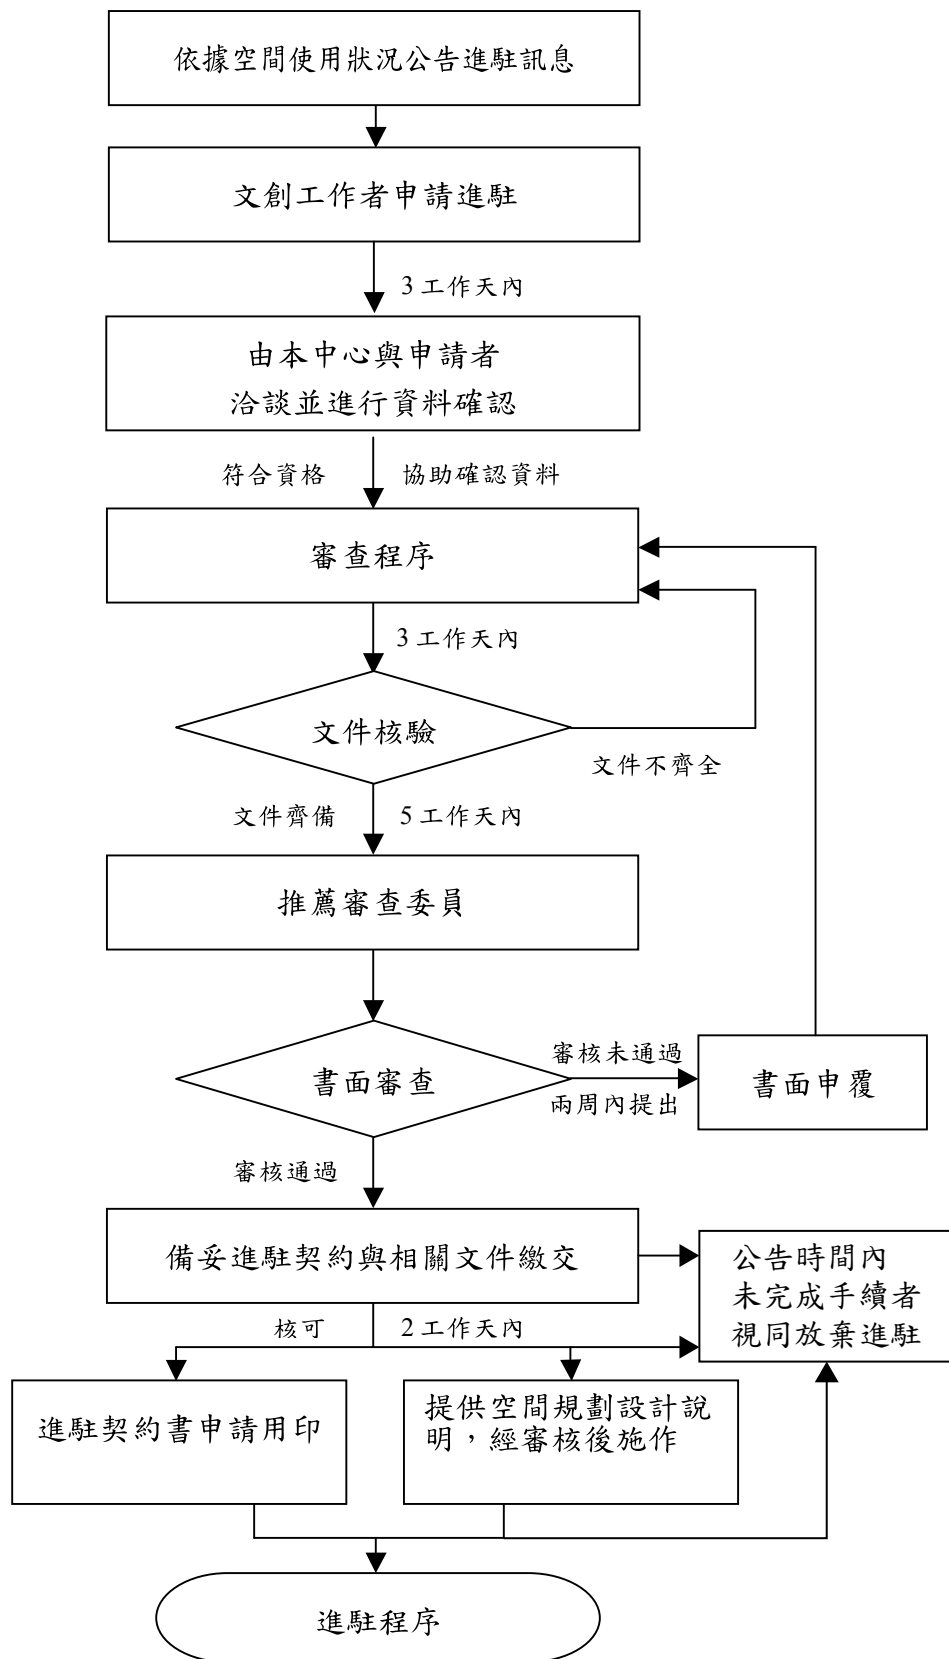 依據空間使用狀況公告進駐訊息
文創工作者申請進駐
3 工作天內
由本中心與申請者
洽談並進行資料確認
符合資格
協助確認資料
審查程序
3 工作天內
文件核驗
文件不齊全
文件齊備
5 工作天內
推薦審查委員
審核未通過
書面審查
書面申覆
兩周內提出
審核通過
備妥進駐契約與相關文件繳交
公告時間內
未完成手續者
視同放棄進駐
核可
2 工作天內
進駐契約書申請用印
提供空間規劃設計說
明，經審核後施作
進駐程序